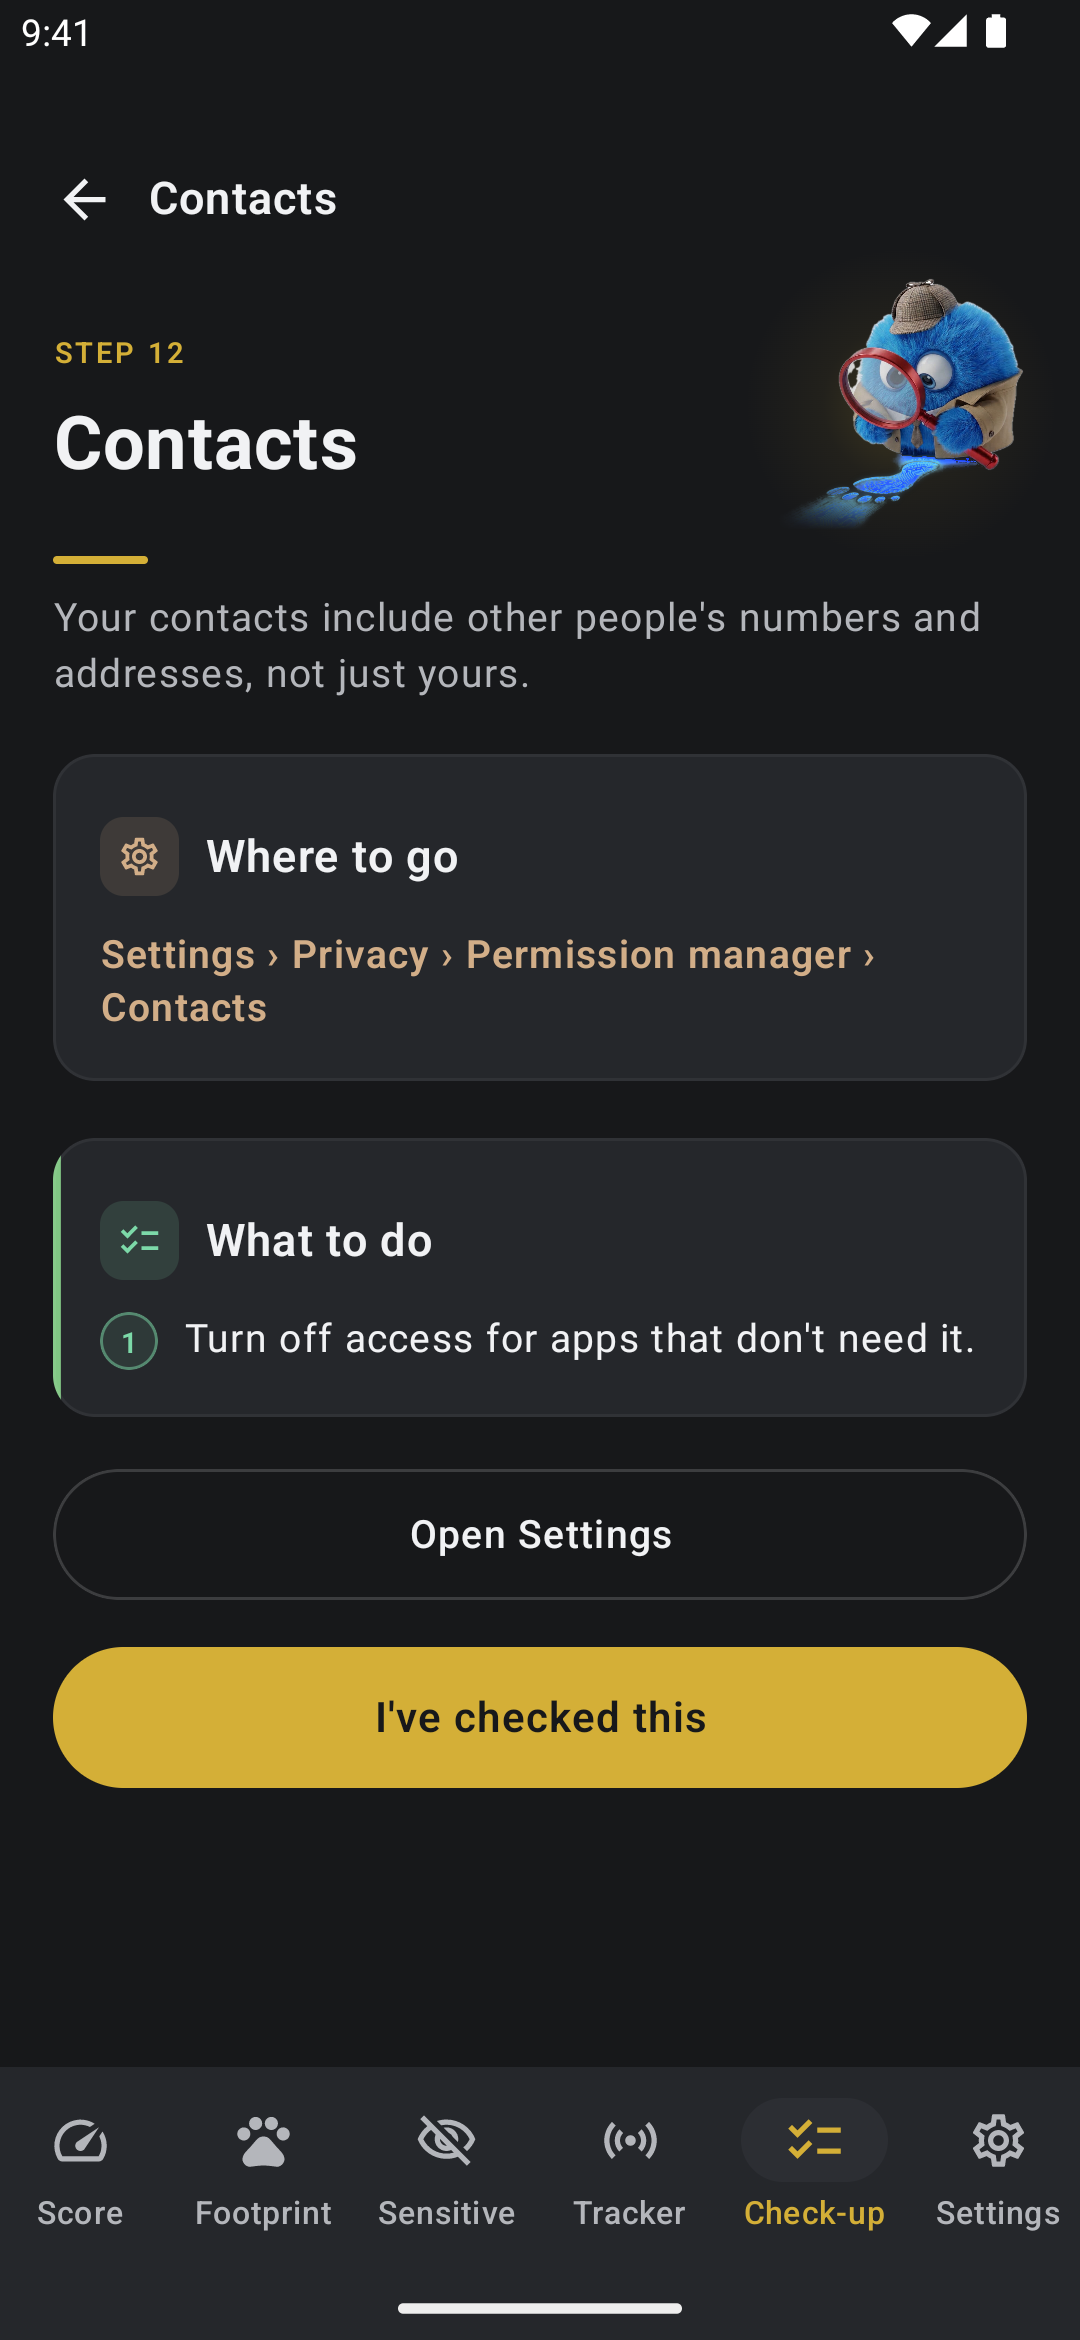 9:41
Contacts
STEP 12
Contacts
Your contacts include other people's numbers and
addresses, not just yours.
Where to go
Settings › Privacy › Permission manager ›
Contacts
What to do
1 Turn off access for apps that don't need it.
Open Settings
I've checked this
Score Footprint Sensitive Tracker Check-up Settings